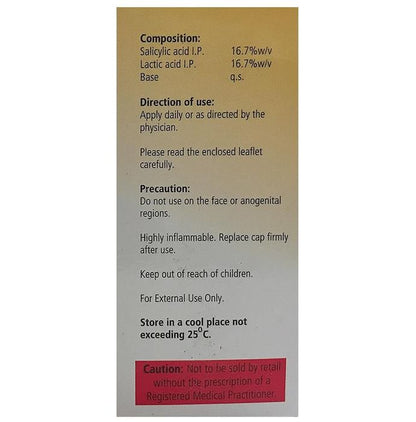 Composition:
Salicylic acid I.P. 16.7%w/v
Lactic acid I.P. 16.7%w/v
Base q.s.
Direction of use:
Apply daily or as directed by the
physician.
Please read the enclosed leaflet
carefully.
Precaution:
Do not use on the face or anogenital
regions.
Highly inflammable. Replace cap firmly
after use.
Keep out of reach of children.
For External Use Only.
Store in a cool place not
exceeding 25°C.
Caution: Not to be sold by retail
without the prescription of a
Registered Medical Practitioner.